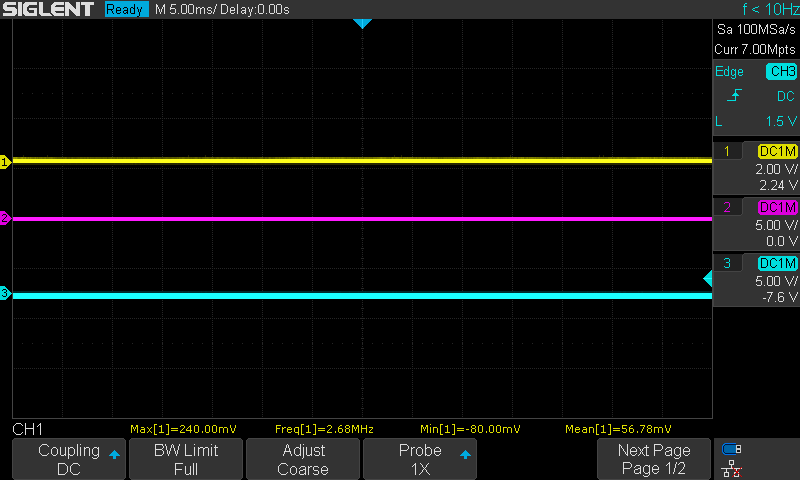 SIGLENT Ready M 5.00ms/ Delay:0.00s f < 10Hz
Sa 100MSa/s
Curr 7.00Mpts
Edge CH3
DC
L 1.5 V
1 DC1M
2.00 V/
2.24 V
2 DC1M
5.00 V/
0.0 V
3 DC1M
5.00 V/
-7.6 V
1
2
3
CH1 Max[1]=240.00mV Freq[1]=2.68MHz Min[1]=-80.00mV Mean[1]=56.78mV
Coupling BW Limit Adjust Probe Next Page
DC Full Coarse 1X Page 1/2